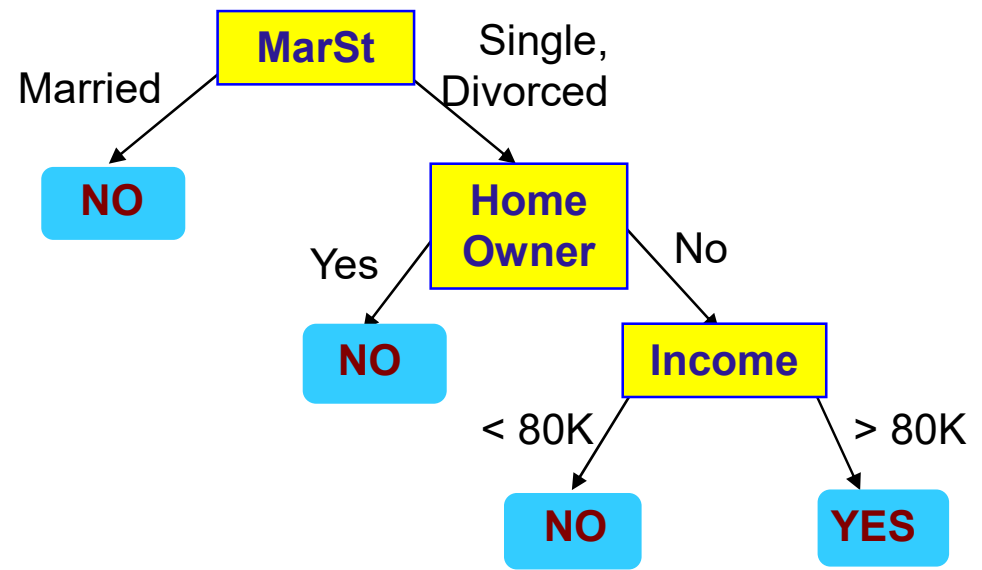 MarSt
Single,
Divorced
Married
NO
Home
Owner
Yes
No
NO
Income
< 80K
> 80K
NO
YES